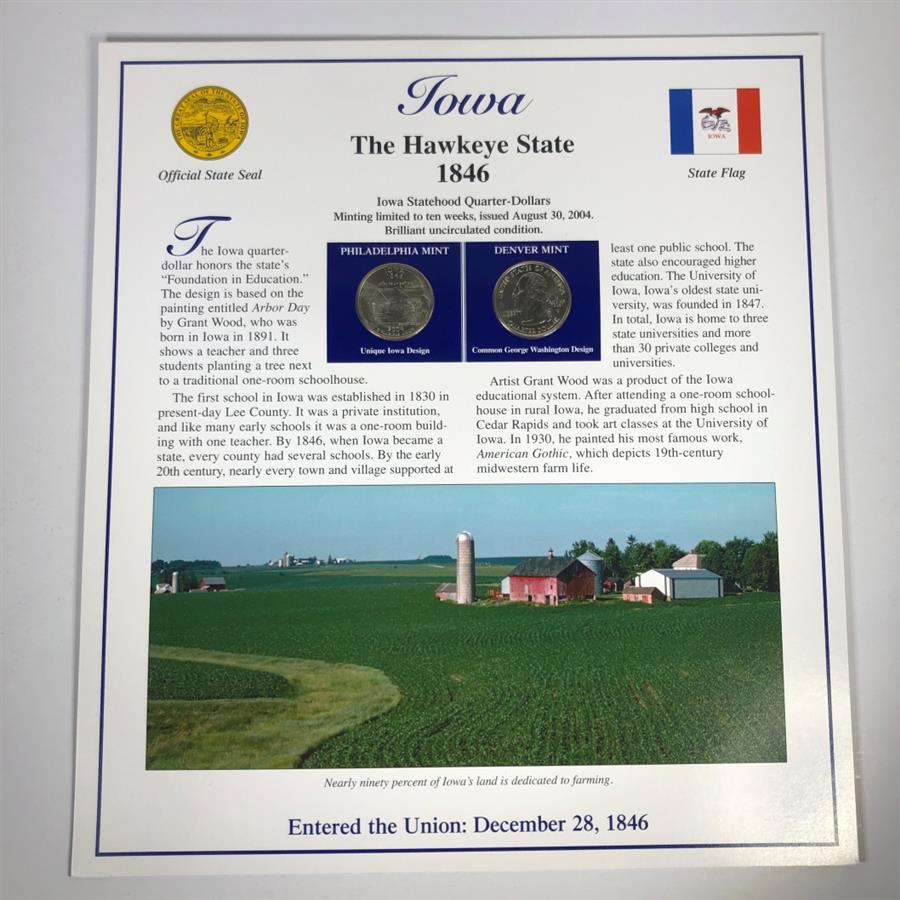 Iowa
The Hawkeye State
1846
Official State Seal
IOWA
State Flag
Iowa Statehood Quarter-Dollars
Minting limited to ten weeks, issued August 30, 2004.
Brilliant uncirculated condition.
The Iowa quarter-
dollar honors the state's
“Foundation in Education.”
The design is based on the
painting entitled Arbor Day
by Grant Wood, who was
born in Iowa in 1891. It
shows a teacher and three
students planting a tree next
to a traditional one-room schoolhouse.
The first school in Iowa was established in 1830 in
present-day Lee County. It was a private institution,
and like many early schools it was a one-room build-
ing with one teacher. By 1846, when Iowa became a
state, every county had several schools. By the early
20th century, nearly every town and village supported at
PHILADELPHIA MINT
Unique Iowa Design
DENVER MINT
Common George Washington Design
least one public school. The
state also encouraged higher
education. The University of
Iowa, Iowa's oldest state uni-
versity, was founded in 1847.
In total, Iowa is home to three
state universities and more
than 30 private colleges and
universities.
Artist Grant Wood was a product of the Iowa
educational system. After attending a one-room school-
house in rural Iowa, he graduated from high school in
Cedar Rapids and took art classes at the University of
Iowa. In 1930, he painted his most famous work,
American Gothic, which depicts 19th-century
midwestern farm life.
Nearly ninety percent of Iowa's land is dedicated to farming.
Entered the Union: December 28, 1846